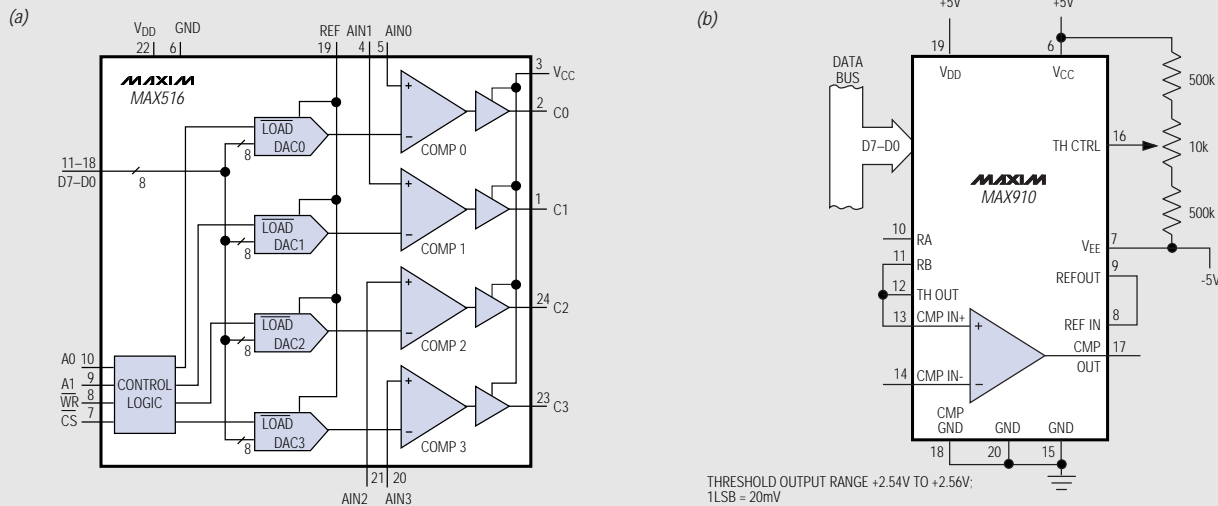 (a)
VDD
GND
22
6
REF
AIN1
AIN0
19
4
5
MAXIM
MAX516
3
VCC
LOAD
DAC0
8
+
−
COMP 0
2
C0
11–18
D7–D0
8
LOAD
DAC1
8
+
−
COMP 1
1
C1
LOAD
DAC2
8
+
−
COMP 2
24
C2
A0
10
A1
9
WR
8
CS
7
CONTROL
LOGIC
LOAD
DAC3
8
+
−
COMP 3
23
C3
21
20
AIN2
AIN3
(b)
+5V
+5V
19
6
VDD
VCC
DATA
BUS
D7–D0
500k
16
TH CTRL
10k
MAXIM
MAX910
500k
10
RA
7
VEE
11
RB
9
REFOUT
-5V
12
TH OUT
13
CMP IN+
8
REF IN
+
−
CMP
OUT
17
14
CMP IN-
CMP
GND
GND
GND
18
20
15
THRESHOLD OUTPUT RANGE +2.54V TO +2.56V;
1LSB = 20mV